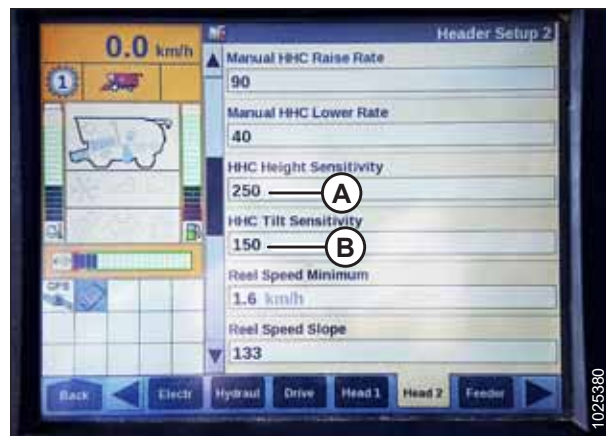 0.0 km/h
Header Setup 2
1
Manual HHC Raise Rate
90
Manual HHC Lower Rate
40
HHC Height Sensitivity
250
A
HHC Tilt Sensitivity
150
B
Reel Speed Minimum
1.6 km/h
Reel Speed Slope
133
GPS
Back
Electr
Hydraul
Drive
Head 1
Head 2
Feeder
1025380